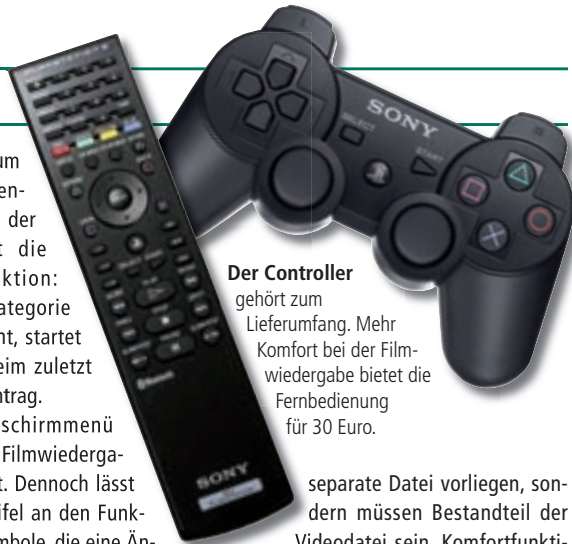 um
en-
der
t die
ktion:
ategorie
nt, startet
eim zuletzt
ntrag.
schirmmenü
Filmwiederga-
t. Dennoch lässt
ifel an den Funk-
mbole, die eine Än-
SONY
SELECT
START
Der Controller
gehört zum
Lieferumfang. Mehr
Komfort bei der Film-
wiedergabe bietet die
Fernbedienung
für 30 Euro.
Bluetooth
SONY
separate Datei vorliegen, son-
dern müssen Bestandteil der
Videodatei sein. Komfortfunkti-